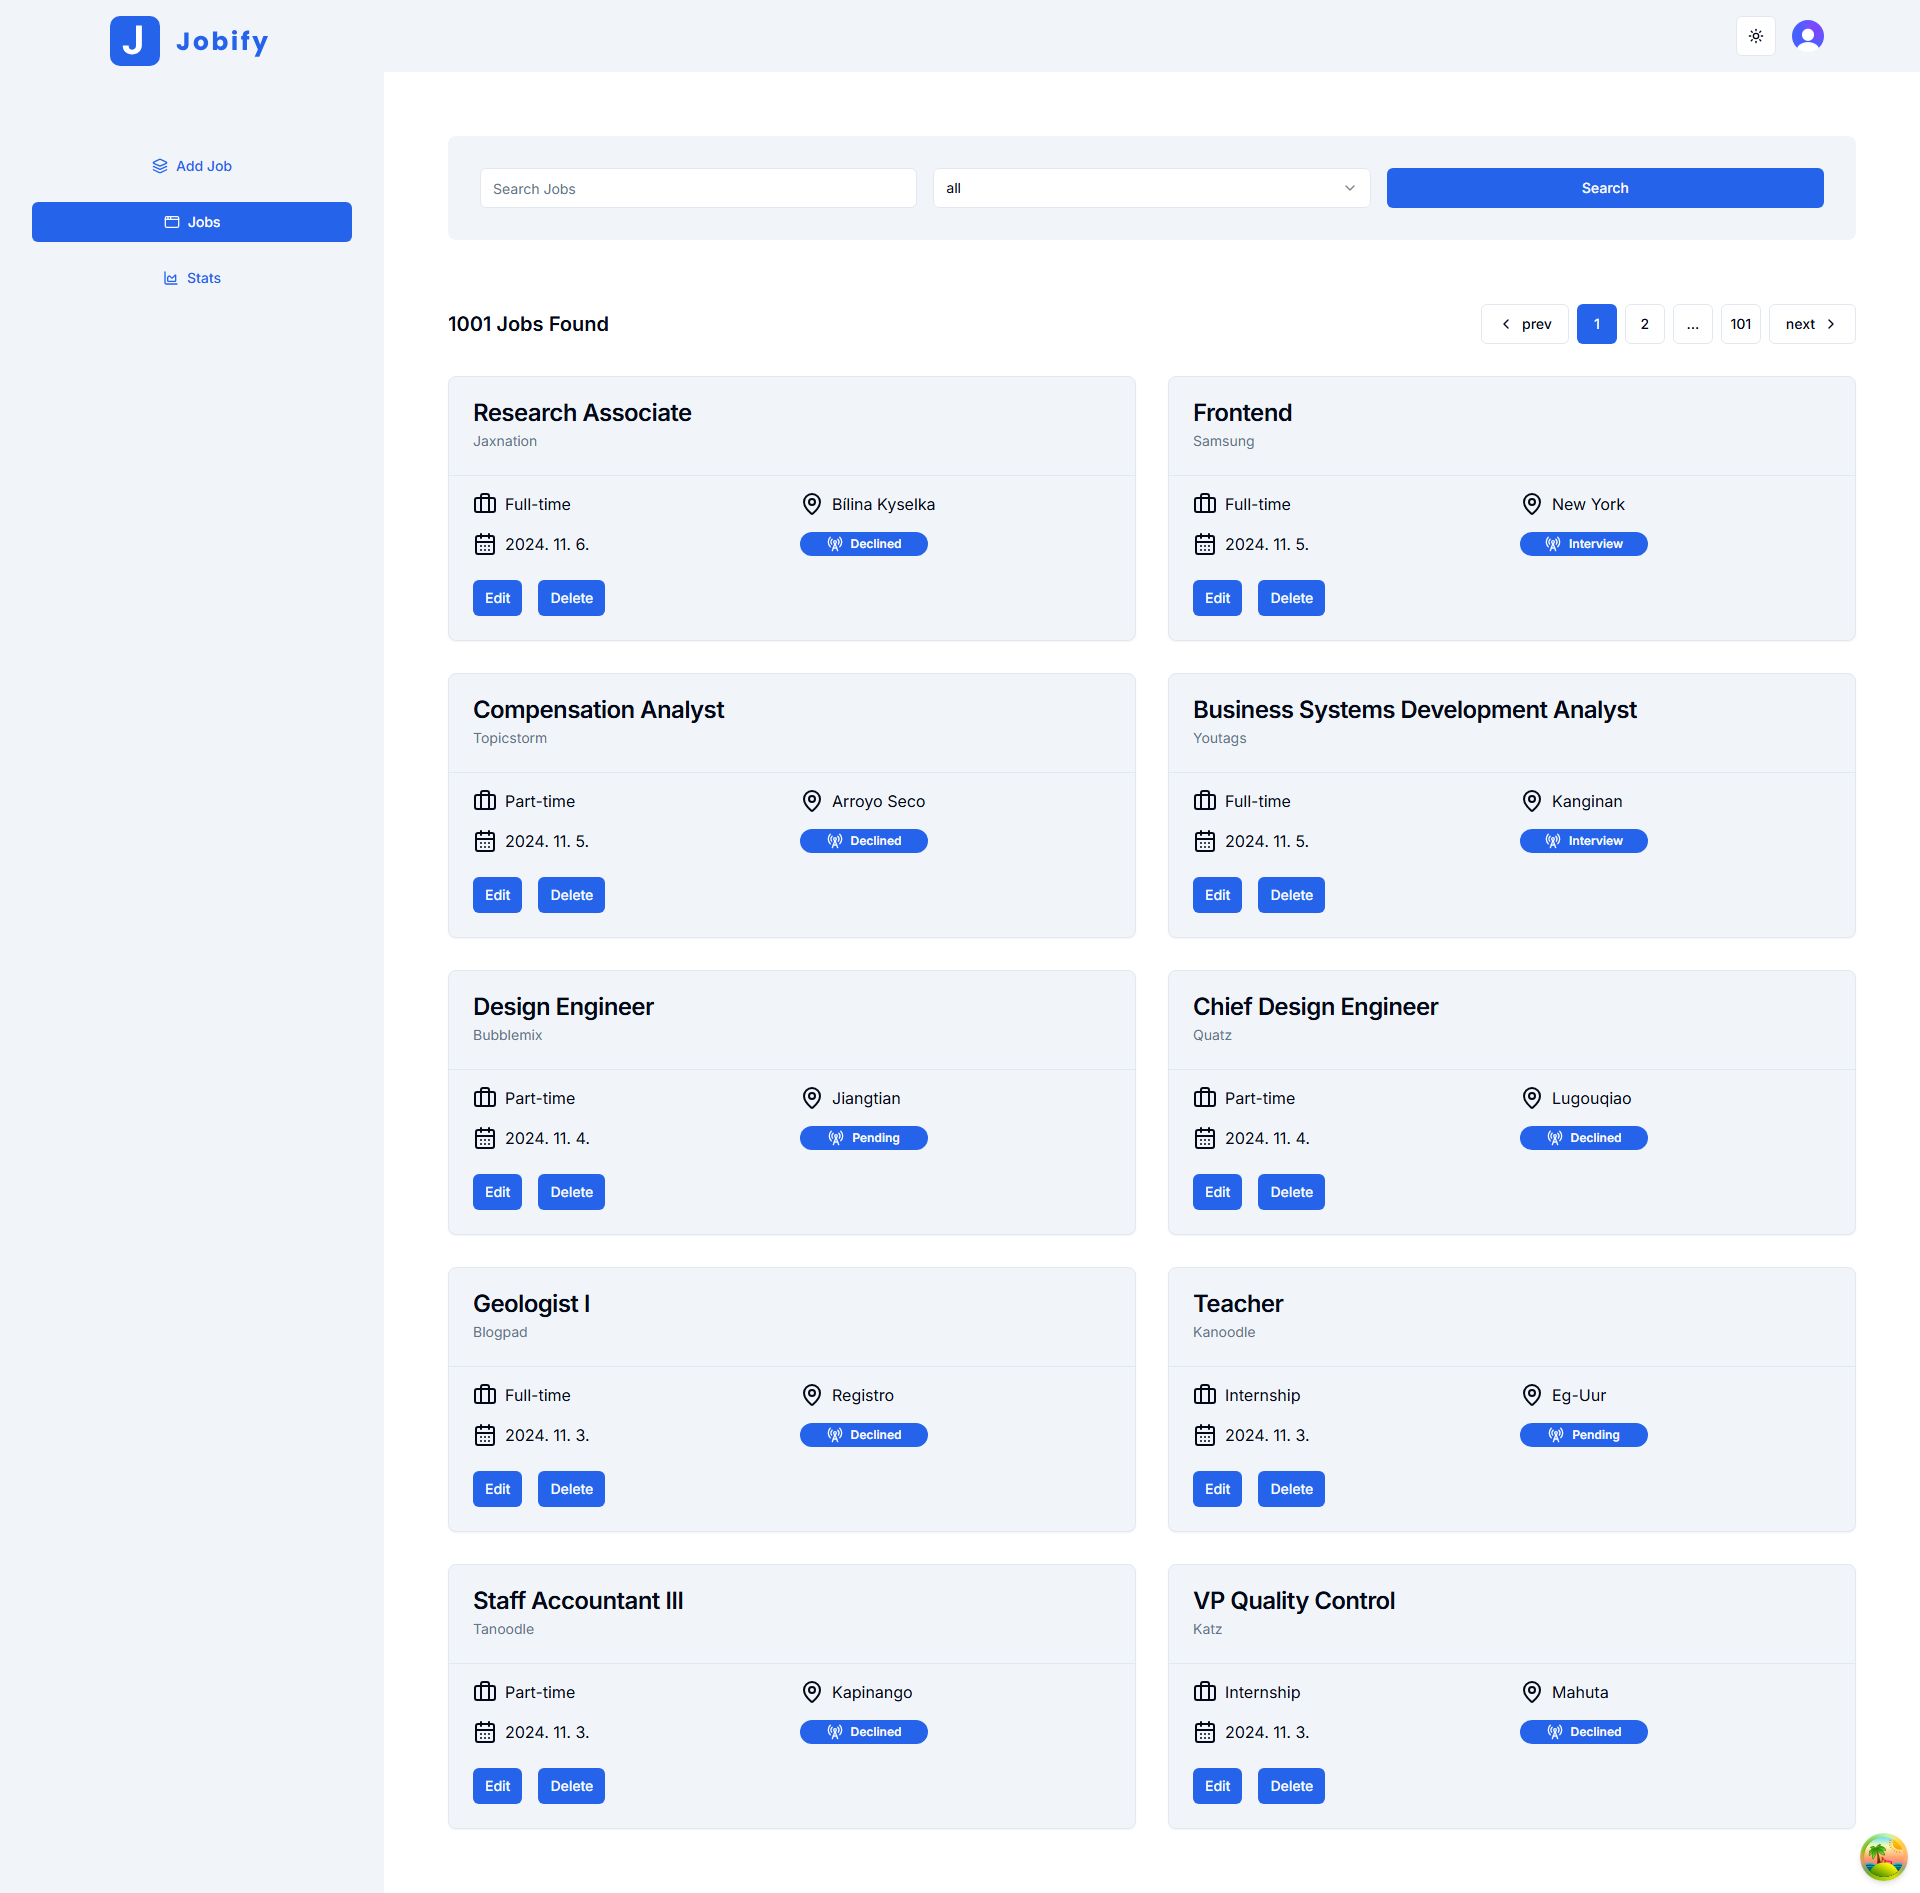 J Jobify
Add Job
Jobs
Stats
Search Jobs
all
Search
1001 Jobs Found
prev 1 2 ... 101 next
Research Associate
Jaxnation
Full-time
Bílina Kyselka
2024. 11. 6.
Declined
Edit Delete
Frontend
Samsung
Full-time
New York
2024. 11. 5.
Interview
Edit Delete
Compensation Analyst
Topicstorm
Part-time
Arroyo Seco
2024. 11. 5.
Declined
Edit Delete
Business Systems Development Analyst
Youtags
Full-time
Kanginan
2024. 11. 5.
Interview
Edit Delete
Design Engineer
Bubblemix
Part-time
Jiangtian
2024. 11. 4.
Pending
Edit Delete
Chief Design Engineer
Quatz
Part-time
Lugouqiao
2024. 11. 4.
Declined
Edit Delete
Geologist I
Blogpad
Full-time
Registro
2024. 11. 3.
Declined
Edit Delete
Teacher
Kanoodle
Internship
Eg-Uur
2024. 11. 3.
Pending
Edit Delete
Staff Accountant III
Tanoodle
Part-time
Kapinango
2024. 11. 3.
Declined
Edit Delete
VP Quality Control
Katz
Internship
Mahuta
2024. 11. 3.
Declined
Edit Delete